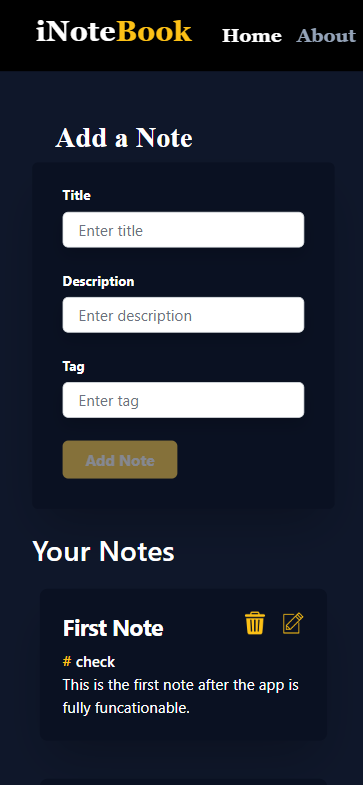 iNoteBook Home About
Add a Note
Title
Enter title
Description
Enter description
Tag
Enter tag
Add Note
Your Notes
First Note
# check
This is the first note after the app is
fully funcationable.